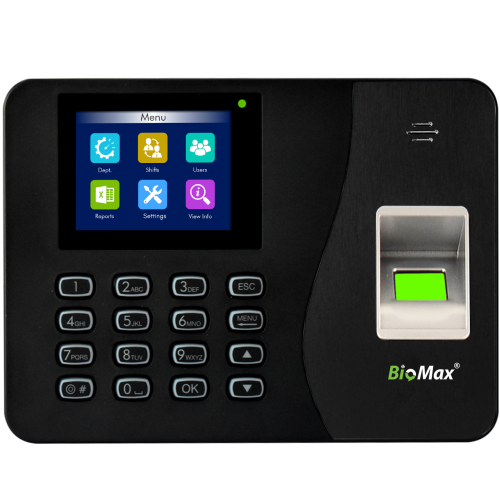 Menu
Dept.
Shifts
Users
Reports
Settings
View Info
1
2ABC
3DEF
ESC
4GHI
5JKL
6MNO
MENU
7PQRS
8TUV
9WXYZ
▲
#
0
OK
▼
BioMax®